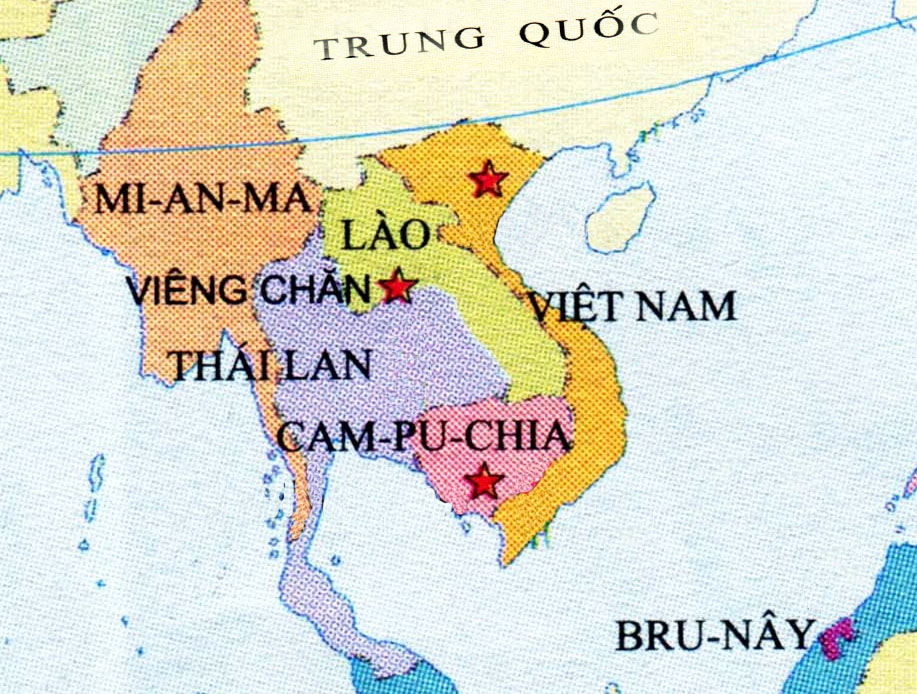 TRUNG QUỐC
MI-AN-MA
LÀO
VIÊNG CHĂN
VIỆT NAM
THÁI LAN
CAM-PU-CHIA
BRU-NÂY